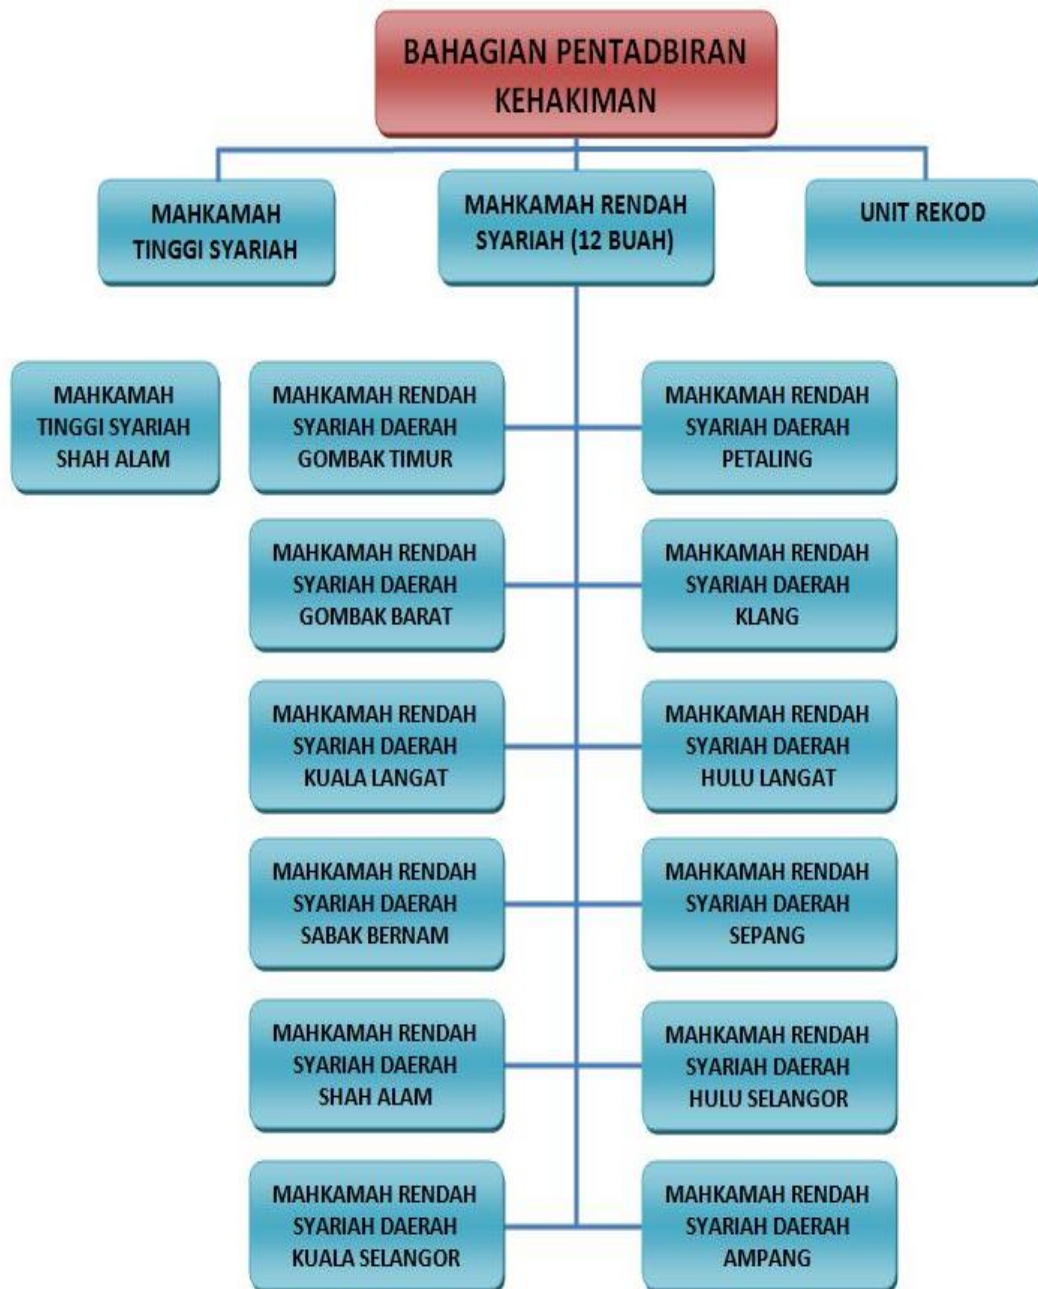 BAHAGIAN PENTADBIRAN
KEHAKIMAN
MAHKAMAH
TINGGI SYARIAH
MAHKAMAH RENDAH
SYARIAH (12 BUAH)
UNIT REKOD
MAHKAMAH
TINGGI SYARIAH
SHAH ALAM
MAHKAMAH RENDAH
SYARIAH DAERAH
GOMBAK TIMUR
MAHKAMAH RENDAH
SYARIAH DAERAH
PETALING
MAHKAMAH RENDAH
SYARIAH DAERAH
GOMBAK BARAT
MAHKAMAH RENDAH
SYARIAH DAERAH
KLANG
MAHKAMAH RENDAH
SYARIAH DAERAH
KUALA LANGAT
MAHKAMAH RENDAH
SYARIAH DAERAH
HULU LANGAT
MAHKAMAH RENDAH
SYARIAH DAERAH
SABAK BERNAM
MAHKAMAH RENDAH
SYARIAH DAERAH
SEPANG
MAHKAMAH RENDAH
SYARIAH DAERAH
SHAH ALAM
MAHKAMAH RENDAH
SYARIAH DAERAH
HULU SELANGOR
MAHKAMAH RENDAH
SYARIAH DAERAH
KUALA SELANGOR
MAHKAMAH RENDAH
SYARIAH DAERAH
AMPANG